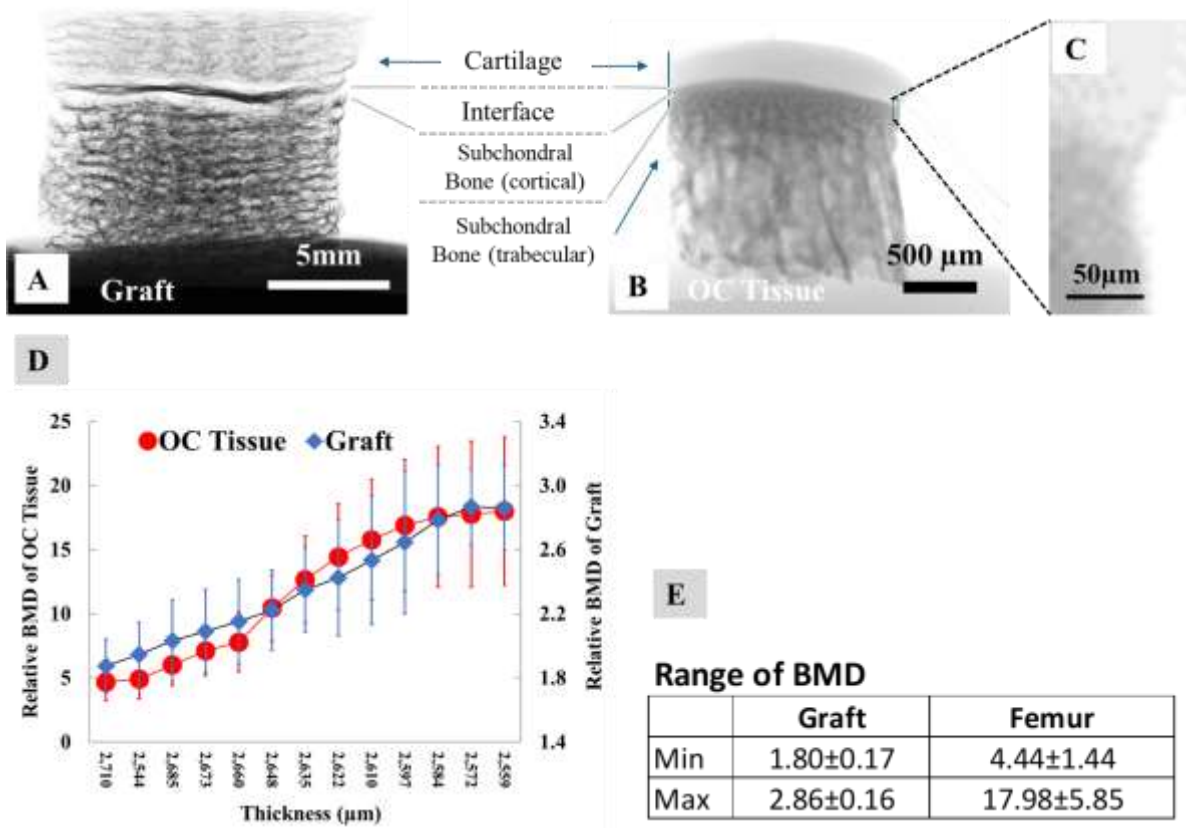 A
Graft
5mm
Cartilage
Interface
Subchondral
Bone (cortical)
Subchondral
Bone (trabecular)
B
OC Tissue
500 µm
C
50µm
D
Relative BMD of OC Tissue
25
20
15
10
5
0
OC Tissue
Graft
3.4
3.0
2.6
2.2
1.8
1.4
Relative BMD of Graft
2,710
2,544
2,685
2,673
2,660
2,648
2,635
2,622
2,610
2,597
2,584
2,572
2,559
Thickness (µm)
E
Range of BMD
Graft Femur
Min 1.80±0.17 4.44±1.44
Max 2.86±0.16 17.98±5.85